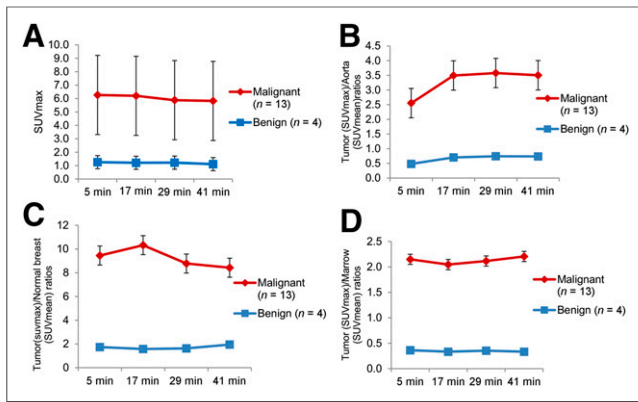 A
SUVmax
10.0
9.0
8.0
7.0
6.0
5.0
4.0
3.0
2.0
1.0
0.0
5 min 17 min 29 min 41 min
Malignant
(n = 13)
Benign (n = 4)
B
Tumor (SUVmax)/Aorta
(SUVmean)ratios
4.5
4.0
3.5
3.0
2.5
2.0
1.5
1.0
0.5
0.0
5 min 17 min 29 min 41 min
Malignant
(n = 13)
Benign (n = 4)
C
Tumor(suvmax)/Normal breast
(SUVmean) ratios
12
10
8
6
4
2
0
5 min 17 min 29 min 41 min
Malignant
(n = 13)
Benign (n = 4)
D
Tumor (SUVmax)/Marrow
(SUVmean) ratios
2.5
2.0
1.5
1.0
0.5
0.0
5 min 17 min 29 min 41 min
Malignant
(n = 13)
Benign (n = 4)